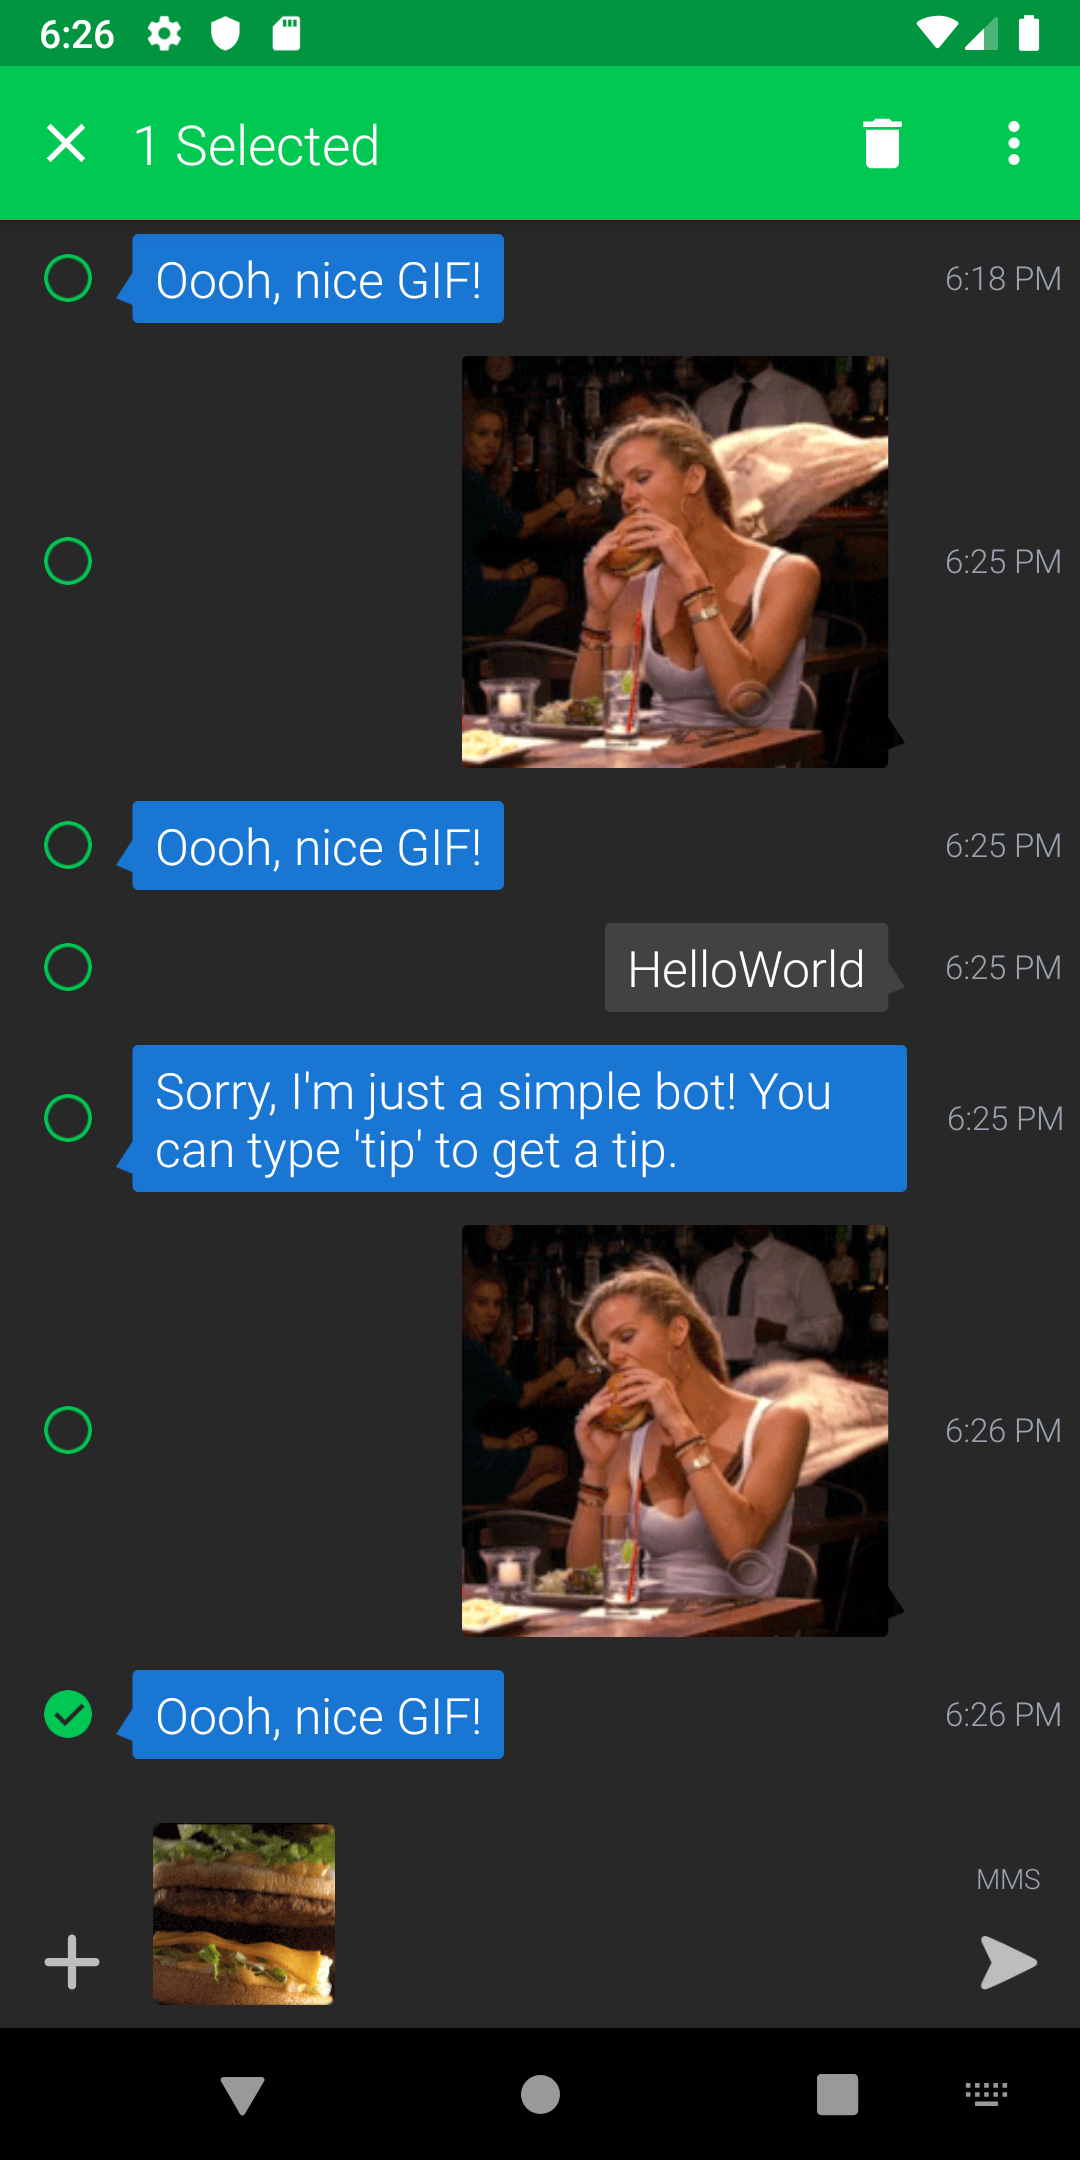 6:26
1 Selected
Oooh, nice GIF!
6:18 PM
6:25 PM
Oooh, nice GIF!
6:25 PM
HelloWorld
6:25 PM
Sorry, I'm just a simple bot! You
can type 'tip' to get a tip.
6:25 PM
6:26 PM
Oooh, nice GIF!
6:26 PM
MMS